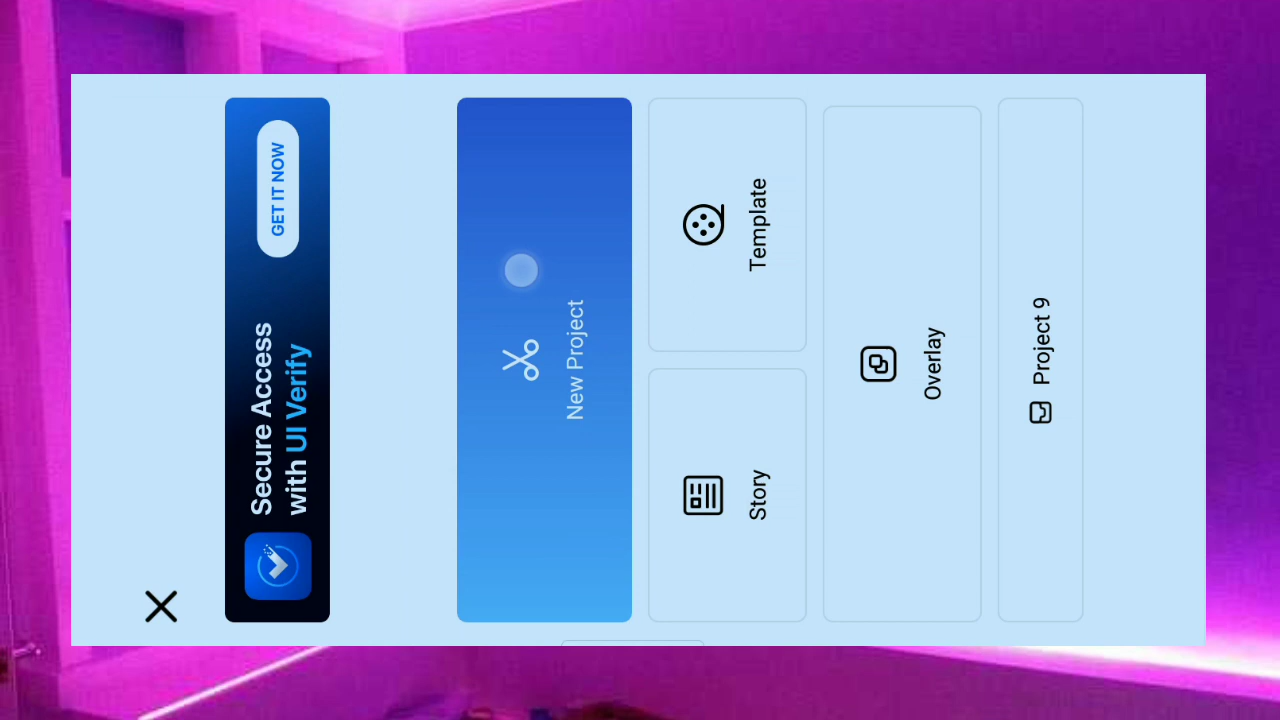 Secure Access
with UI Verify
GET IT NOW
New Project
Story
Template
Overlay
Project 9